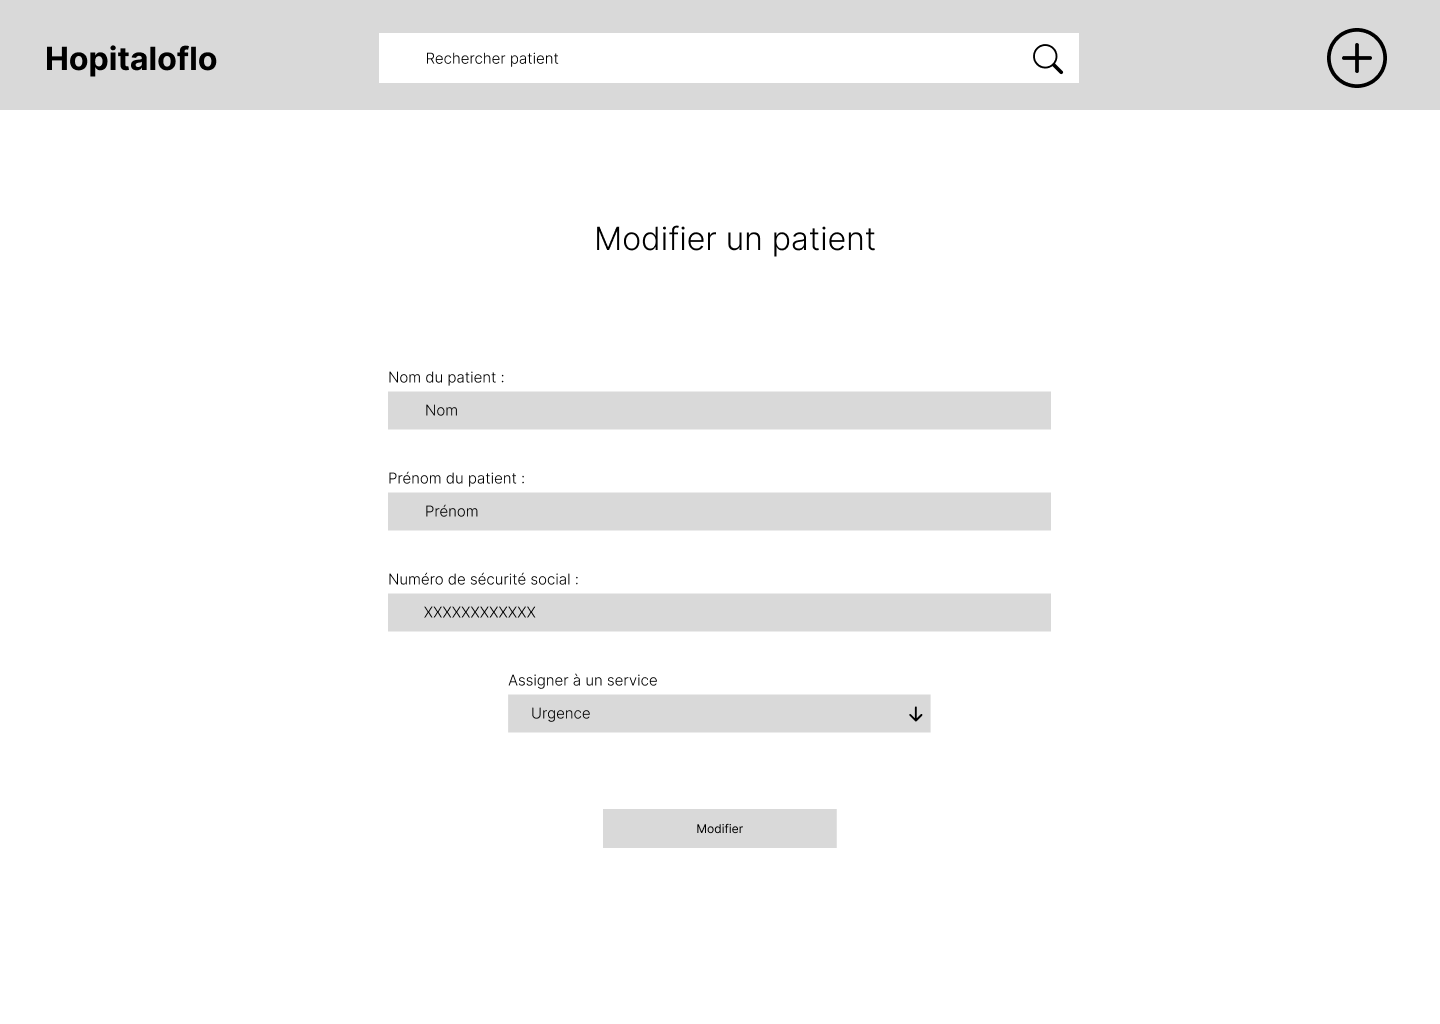 Hopitaloflo
Rechercher patient
Modifier un patient
Nom du patient :
Nom
Prénom du patient :
Prénom
Numéro de sécurité social :
XXXXXXXXXXXX
Assigner à un service
Urgence
Modifier